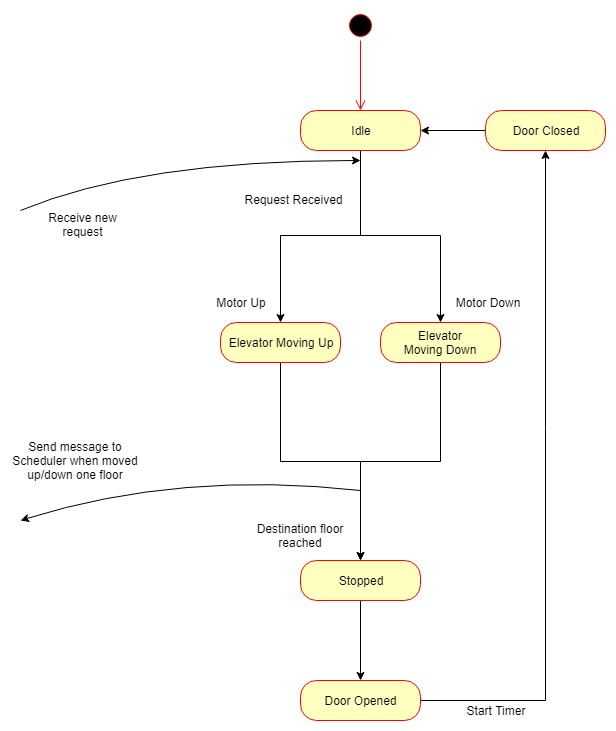 Idle
Door Closed
Request Received
Receive new
request
Motor Up
Motor Down
Elevator Moving Up
Elevator
Moving Down
Send message to
Scheduler when moved
up/down one floor
Destination floor
reached
Stopped
Door Opened
Start Timer